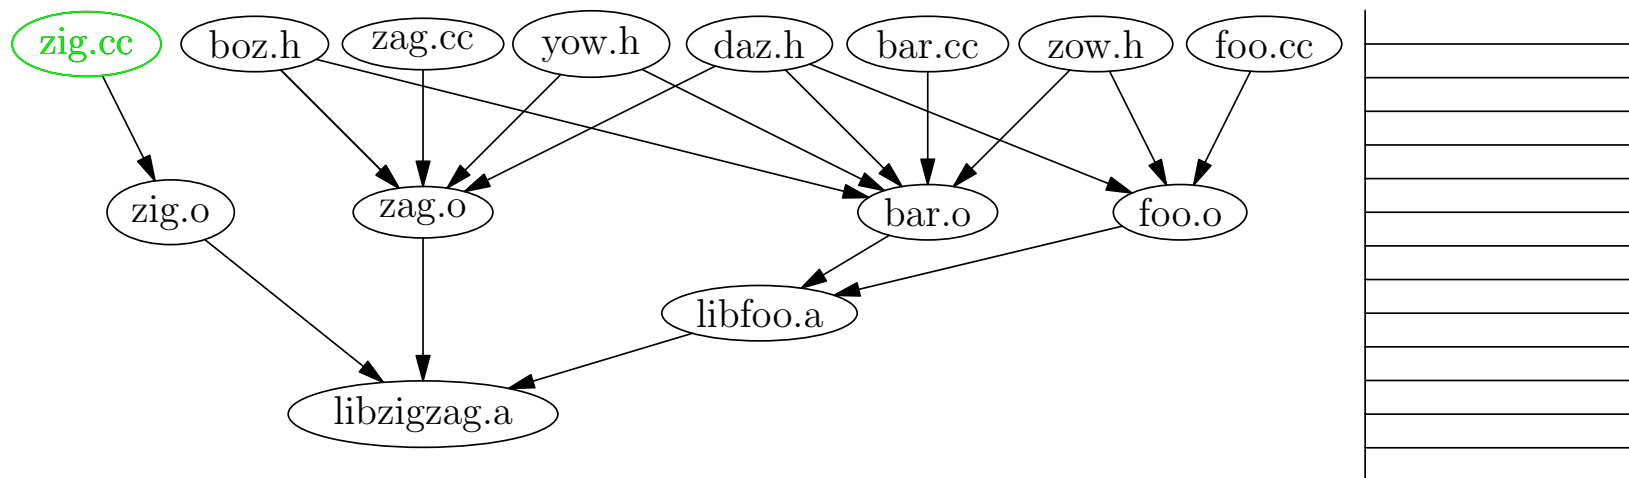 zig.cc boz.h zag.cc yow.h daz.h bar.cc zow.h foo.cc
zig.o zag.o bar.o foo.o
libfoo.a
libzigzag.a